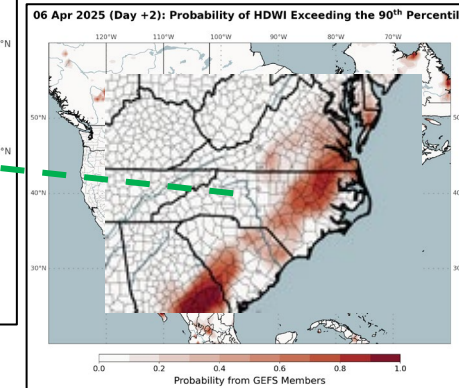 06 Apr 2025 (Day +2): Probability of HDWI Exceeding the 90th Percentil
120°W 110°W 100°W 90°W 80°W 70°W
°N
50°N
°N
40°N
30°N
0.0 0.2 0.4 0.6 0.8 1.0
Probability from GEFS Members